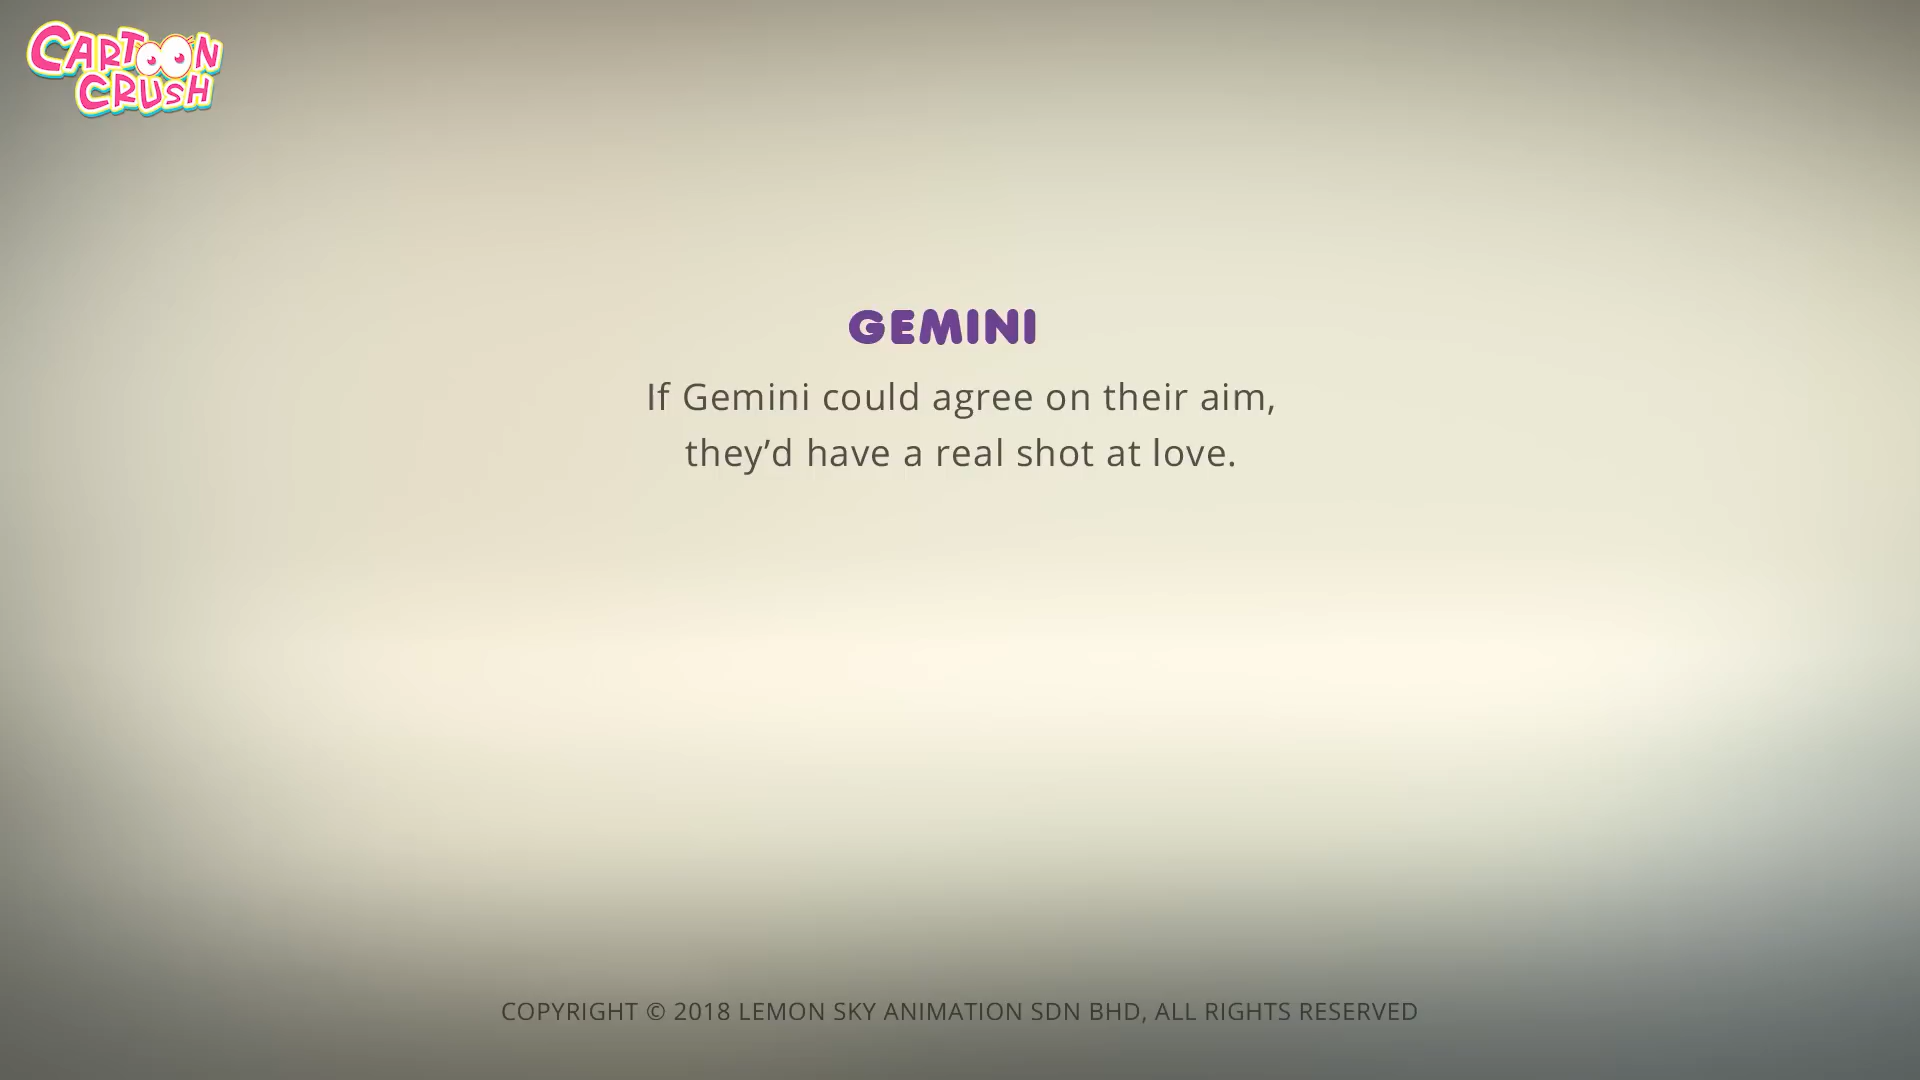 CARTOON
CRUSH
GEMINI
If Gemini could agree on their aim,
they’d have a real shot at love.
COPYRIGHT © 2018 LEMON SKY ANIMATION SDN BHD, ALL RIGHTS RESERVED